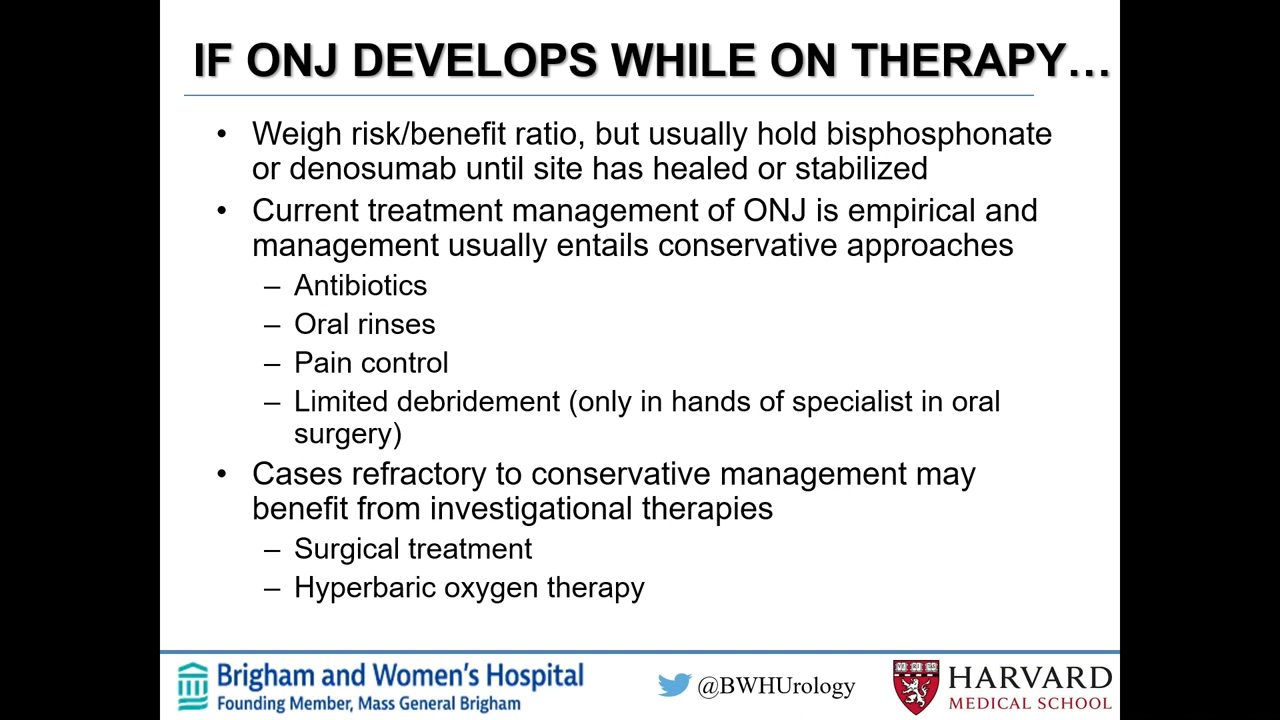 IF ONJ DEVELOPS WHILE ON THERAPY…
• Weigh risk/benefit ratio, but usually hold bisphosphonate
or denosumab until site has healed or stabilized
• Current treatment management of ONJ is empirical and
management usually entails conservative approaches
– Antibiotics
– Oral rinses
– Pain control
– Limited debridement (only in hands of specialist in oral
surgery)
• Cases refractory to conservative management may
benefit from investigational therapies
– Surgical treatment
– Hyperbaric oxygen therapy
Brigham and Women's Hospital
Founding Member, Mass General Brigham
@BWHUrology
HARVARD
MEDICAL SCHOOL